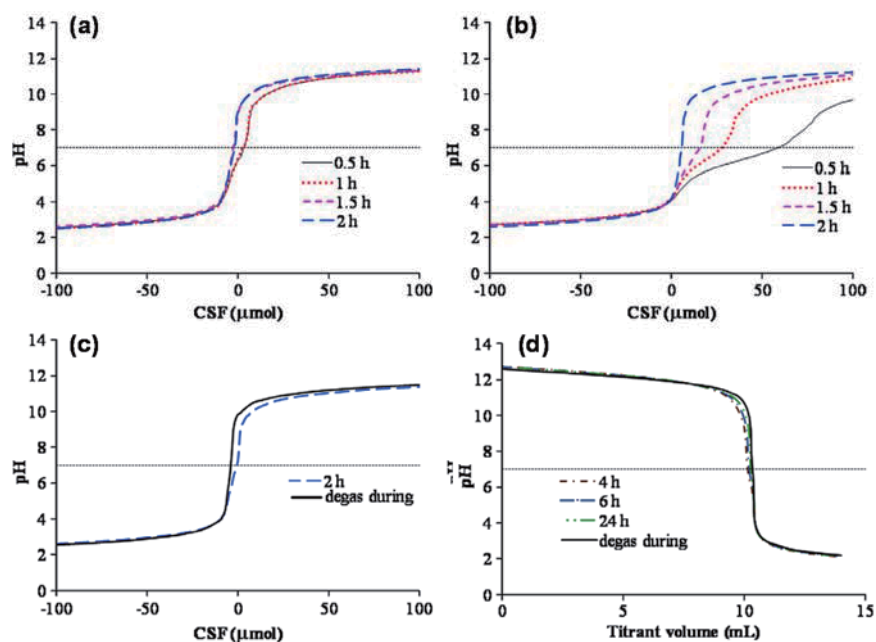 (a)
14
12
10
8
6
4
2
0
pH
0.5 h
1 h
1.5 h
2 h
-100 -50 0 50 100
CSF (μmol)
(b)
14
12
10
8
6
4
2
0
pH
0.5 h
1 h
1.5 h
2 h
-100 -50 0 50 100
CSF (μmol)
(c)
14
12
10
8
6
4
2
0
pH
2 h
degas during
-100 -50 0 50 100
CSF (μmol)
(d)
14
12
10
8
6
4
2
0
pH
4 h
6 h
24 h
degas during
0 5 10 15
Titrant volume (mL)